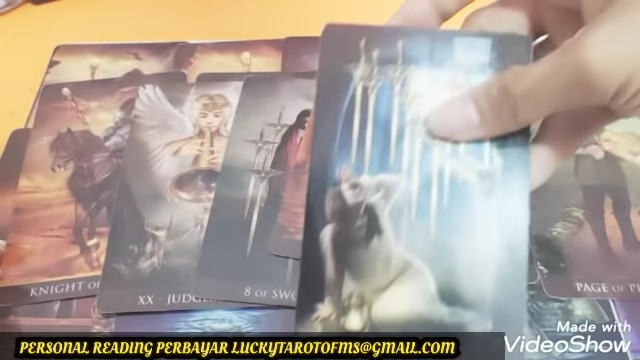 KNIGHT OF
XX · JUDGE
8 OF SWO
PAGE OF PE
Made with
VideoShow
PERSONAL READING PERBAYAR LUCKYTAROTOFMS@GMAIL.COM